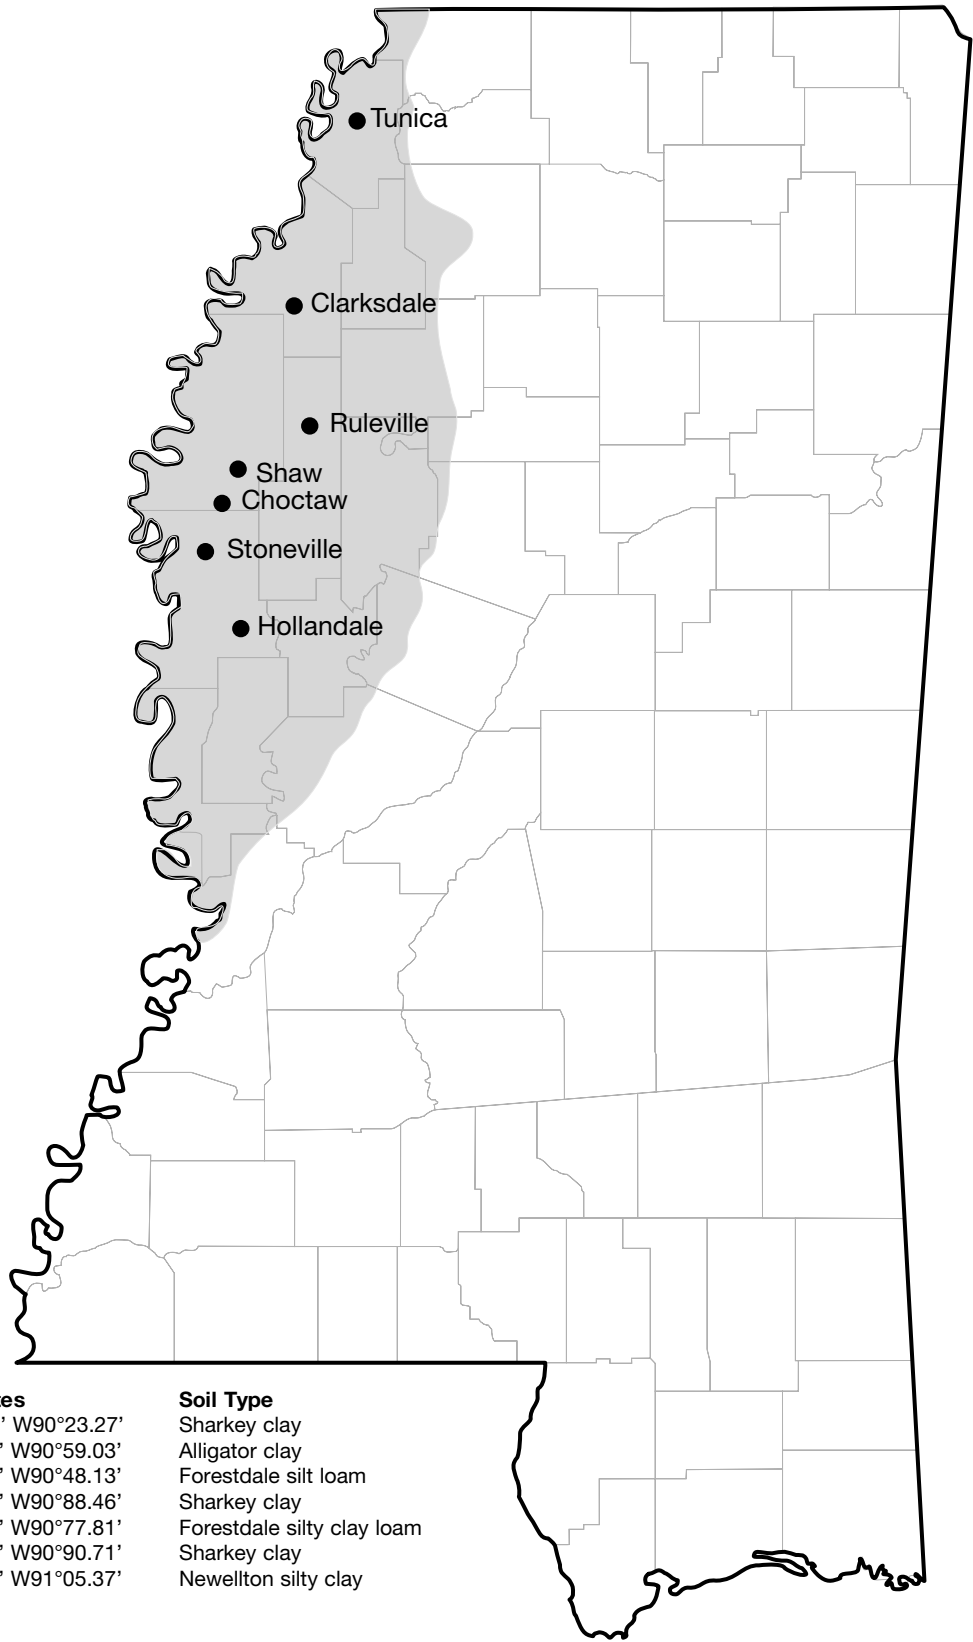 Tunica
Clarksdale
Ruleville
Shaw
Choctaw
Stoneville
Hollandale
tes Soil Type
’ W90°23.27’ Sharkey clay
’ W90°59.03’ Alligator clay
’ W90°48.13’ Forestdale silt loam
’ W90°88.46’ Sharkey clay
’ W90°77.81’ Forestdale silty clay loam
’ W90°90.71’ Sharkey clay
’ W91°05.37’ Newellton silty clay